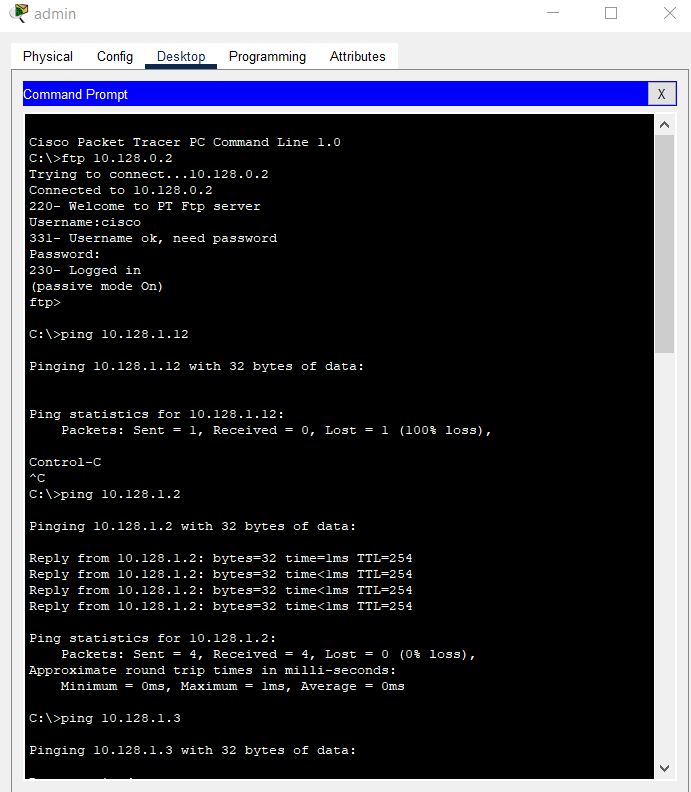 admin
Physical Config Desktop Programming Attributes
Command Prompt
X
Cisco Packet Tracer PC Command Line 1.0
C:\>ftp 10.128.0.2
Trying to connect...10.128.0.2
Connected to 10.128.0.2
220- Welcome to PT Ftp server
Username:cisco
331- Username ok, need password
Password:
230- Logged in
(passive mode On)
ftp>
C:\>ping 10.128.1.12
Pinging 10.128.1.12 with 32 bytes of data:
Ping statistics for 10.128.1.12:
Packets: Sent = 1, Received = 0, Lost = 1 (100% loss),
Control-C
^C
C:\>ping 10.128.1.2
Pinging 10.128.1.2 with 32 bytes of data:
Reply from 10.128.1.2: bytes=32 time=1ms TTL=254
Reply from 10.128.1.2: bytes=32 time<1ms TTL=254
Reply from 10.128.1.2: bytes=32 time<1ms TTL=254
Reply from 10.128.1.2: bytes=32 time<1ms TTL=254
Ping statistics for 10.128.1.2:
Packets: Sent = 4, Received = 4, Lost = 0 (0% loss),
Approximate round trip times in milli-seconds:
Minimum = 0ms, Maximum = 1ms, Average = 0ms
C:\>ping 10.128.1.3
Pinging 10.128.1.3 with 32 bytes of data: